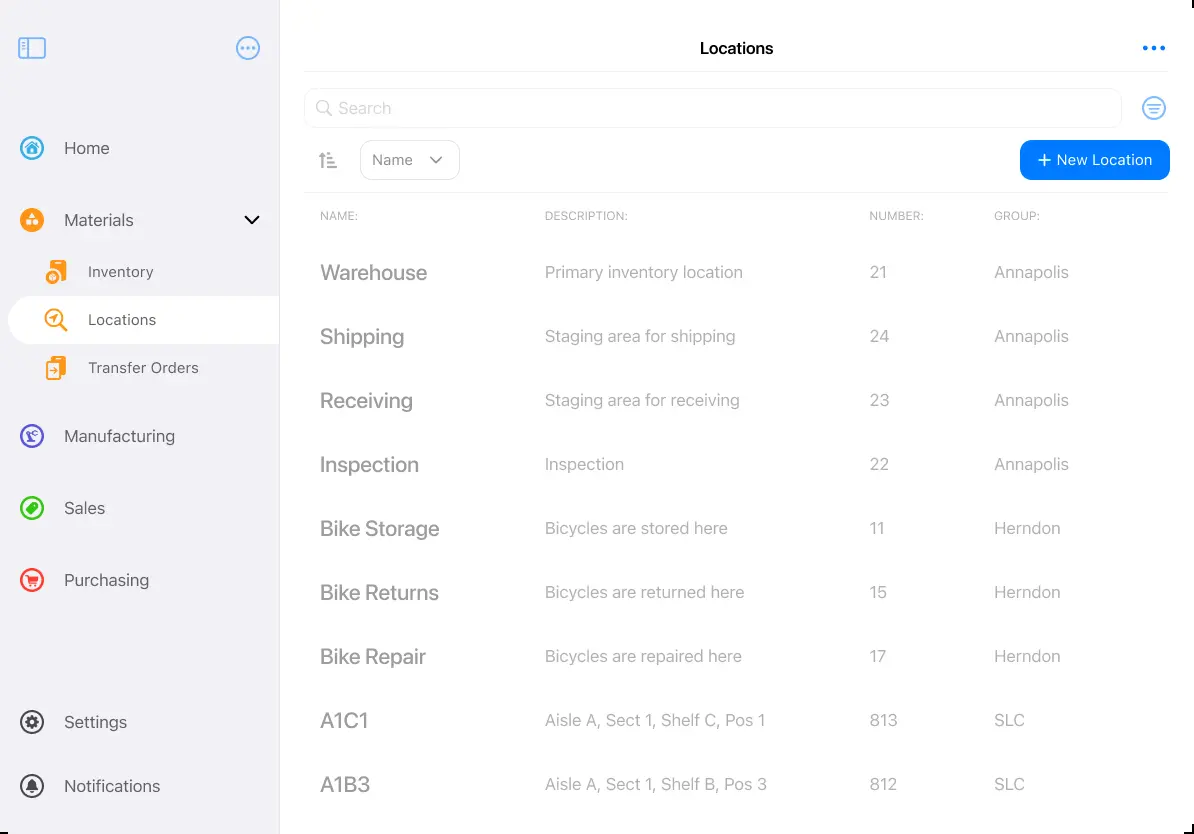 Home
Materials
Inventory
Locations
Transfer Orders
Manufacturing
Sales
Purchasing
Settings
Notifications
Locations
Search
Name
New Location
NAME: DESCRIPTION: NUMBER: GROUP:
Warehouse Primary inventory location 21 Annapolis
Shipping Staging area for shipping 24 Annapolis
Receiving Staging area for receiving 23 Annapolis
Inspection Inspection 22 Annapolis
Bike Storage Bicycles are stored here 11 Herndon
Bike Returns Bicycles are returned here 15 Herndon
Bike Repair Bicycles are repaired here 17 Herndon
A1C1 Aisle A, Sect 1, Shelf C, Pos 1 813 SLC
A1B3 Aisle A, Sect 1, Shelf B, Pos 3 812 SLC